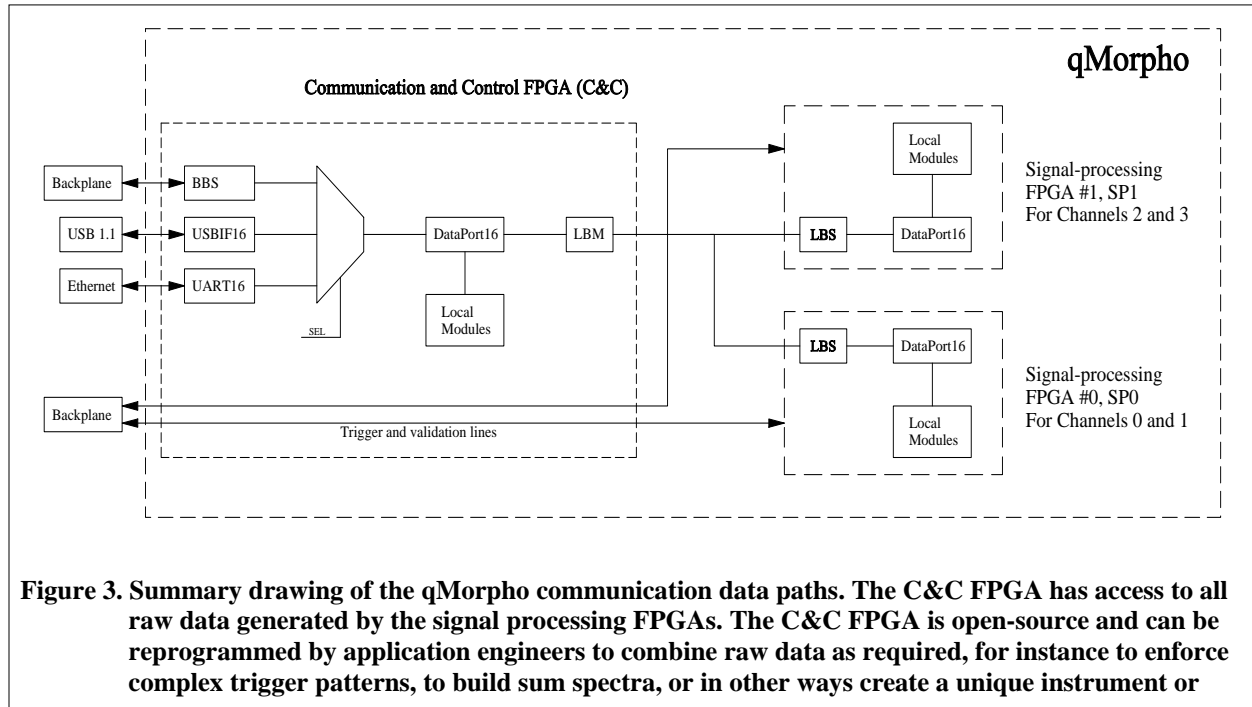 qMorpho
Communication and Control FPGA (C&C)
Backplane
BBS
USB 1.1
USBIF16
Ethernet
UART16
SEL
DataPort16
LBM
Local
Modules
Local
Modules
LBS
DataPort16
Signal-processing
FPGA #1, SP1
For Channels 2 and 3
LBS
DataPort16
Local
Modules
Signal-processing
FPGA #0, SP0
For Channels 0 and 1
Backplane
Trigger and validation lines
Figure 3. Summary drawing of the qMorpho communication data paths. The C&C FPGA has access to all
raw data generated by the signal processing FPGAs. The C&C FPGA is open-source and can be
reprogrammed by application engineers to combine raw data as required, for instance to enforce
complex trigger patterns, to build sum spectra, or in other ways create a unique instrument or